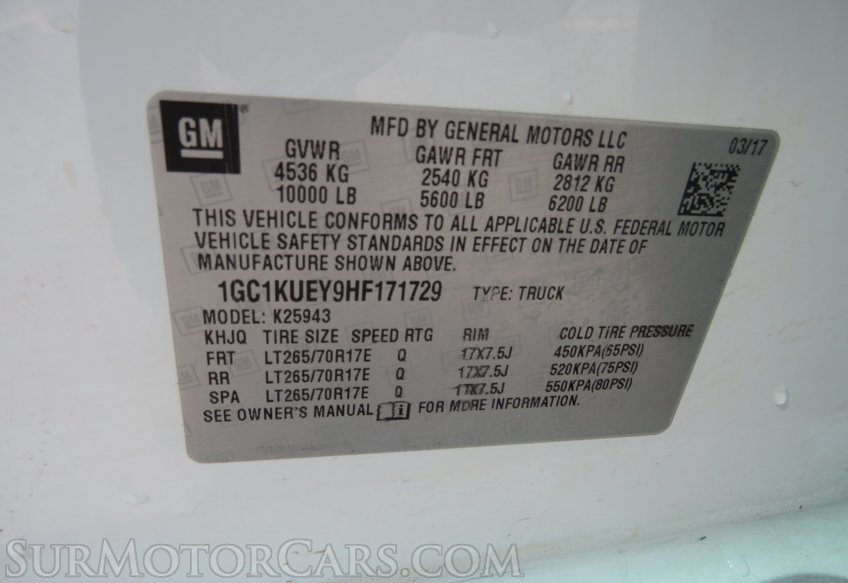 GM
MFD BY GENERAL MOTORS LLC 03/17
GVWR GAWR FRT GAWR RR
4536 KG 2540 KG 2812 KG
10000 LB 5600 LB 6200 LB
THIS VEHICLE CONFORMS TO ALL APPLICABLE U.S. FEDERAL MOTOR
VEHICLE SAFETY STANDARDS IN EFFECT ON THE DATE OF
MANUFACTURE SHOWN ABOVE.
1GC1KUEY9HF171729 TYPE: TRUCK
MODEL: K25943
KHJQ TIRE SIZE SPEED RTG RIM COLD TIRE PRESSURE
FRT LT265/70R17E Q 17X7.5J 450KPA(65PSI)
RR LT265/70R17E Q 17X7.5J 520KPA(75PSI)
SPA LT265/70R17E Q 17X7.5J 550KPA(80PSI)
SEE OWNER'S MANUAL FOR MORE INFORMATION.
SurMotorCars.com